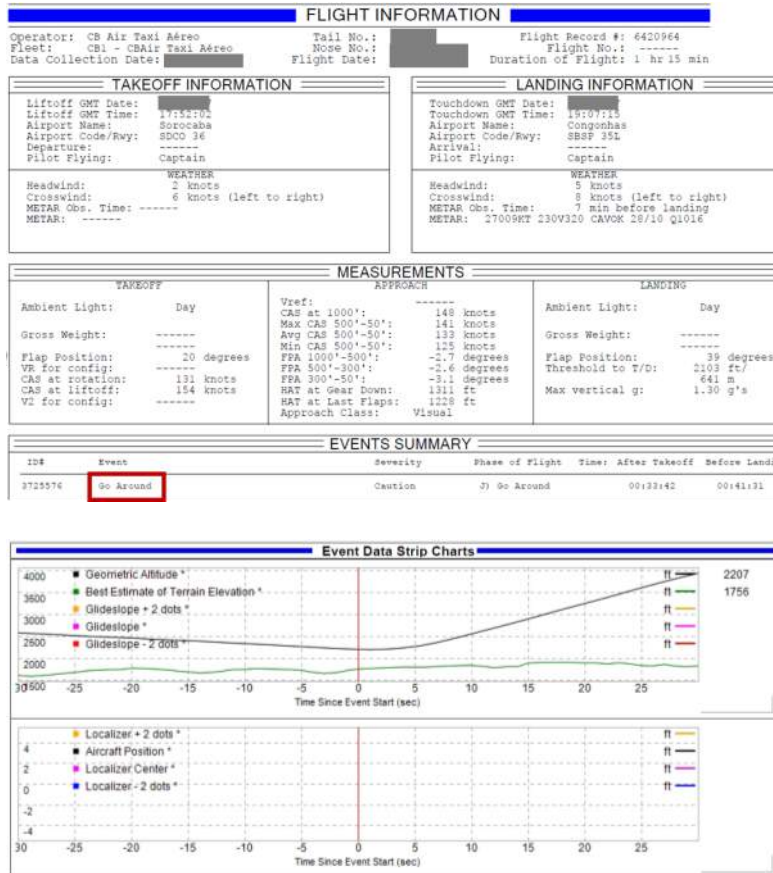 FLIGHT INFORMATION
Operator: CB Air Taxi Aéreo Tail No.: Flight Record #: 6420964
Fleet: CB1 - CBAir Taxi Aéreo Nose No.: Flight No.: ------
Data Collection Date: Flight Date: Duration of Flight: 1 hr 15 min
TAKEOFF INFORMATION
Liftoff GMT Date:
Liftoff GMT Time: 17:52:02
Airport Name: Sorocaba
Airport Code/Rwy: SDCO 36
Departure: ------
Pilot Flying: Captain
WEATHER
Headwind: 2 knots
Crosswind: 6 knots (left to right)
METAR Obs. Time: ------
METAR: ------
LANDING INFORMATION
Touchdown GMT Date:
Touchdown GMT Time: 19:07:15
Airport Name: Congonhas
Airport Code/Rwy: SBSP 35L
Arrival: ------
Pilot Flying: Captain
WEATHER
Headwind: 5 knots
Crosswind: 8 knots (left to right)
METAR Obs. Time: 7 min before landing
METAR: 27009KT 230V320 CAVOK 28/10 Q1016
MEASUREMENTS
TAKEOFF
Ambient Light: Day
Gross Weight: ------
Flap Position: 20 degrees
VR for config: ------
CAS at rotation: 131 knots
CAS at liftoff: 154 knots
V2 for config: ------
APPROACH
Vref: ------
CAS at 1000': 148 knots
Max CAS 500'-50': 141 knots
Avg CAS 500'-50': 133 knots
Min CAS 500'-50': 125 knots
FPA 1000'-500': -2.7 degrees
FPA 500'-300': -2.6 degrees
FPA 300'-50': -3.1 degrees
HAT at Gear Down: 1311 ft
HAT at Last Flaps: 1228 ft
Approach Class: Visual
LANDING
Ambient Light: Day
Gross Weight: ------
------
Flap Position: 39 degrees
Threshold to T/D: 2103 ft/
641 m
Max vertical g: 1.30 g's
EVENTS SUMMARY
ID# Event Severity Phase of Flight Time: After Takeoff Before Landi
3725576 Go Around Caution J) Go Around 00:33:42 00:41:31
Event Data Strip Charts
4000 Geometric Altitude * ft 2207
3500 Best Estimate of Terrain Elevation * ft 1756
3000 Glideslope + 2 dots * ft
2500 Glideslope * ft
Glideslope - 2 dots * ft
2000
1500
30 -25 -20 -15 -10 -5 0 5 10 15 20 25
Time Since Event Start (sec)
Localizer + 2 dots * ft
4 Aircraft Position * ft
2 Localizer Center * ft
0 Localizer - 2 dots * ft
-2
-4
30 -25 -20 -15 -10 -5 0 5 10 15 20 25
Time Since Event Start (sec)